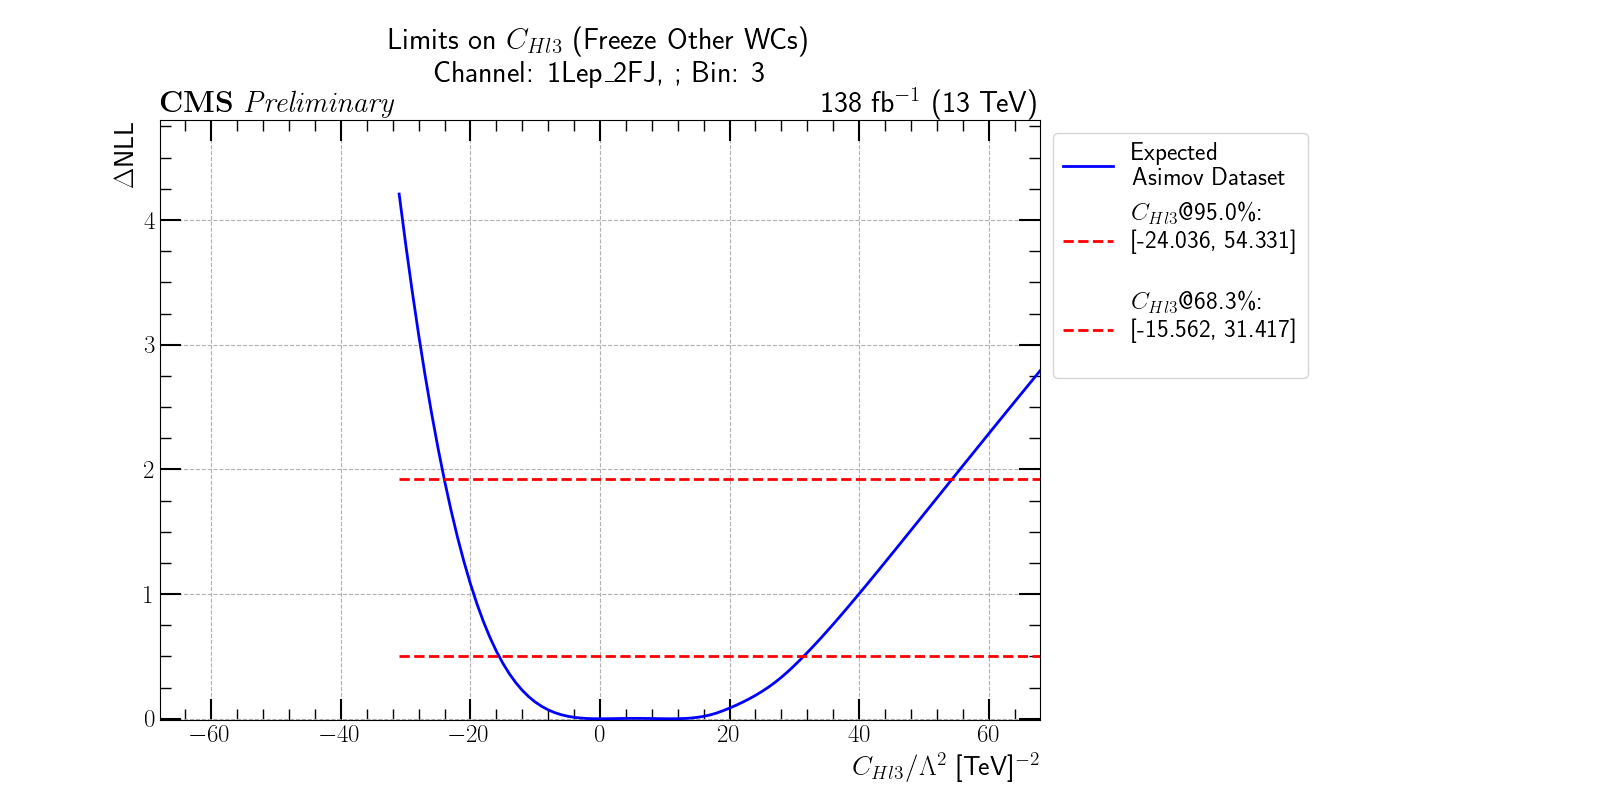 Limits on C_{Hl3} (Freeze Other WCs)
Channel: 1Lep_2FJ, ; Bin: 3
CMS Preliminary 138 fb^{-1} (13 TeV)
ΔNLL
4
3
2
1
0
−60 −40 −20 0 20 40 60
C_{Hl3}/Λ^2 [TeV]^{-2}
Expected
Asimov Dataset
C_{Hl3}@95.0%:
[-24.036, 54.331]
C_{Hl3}@68.3%:
[-15.562, 31.417]